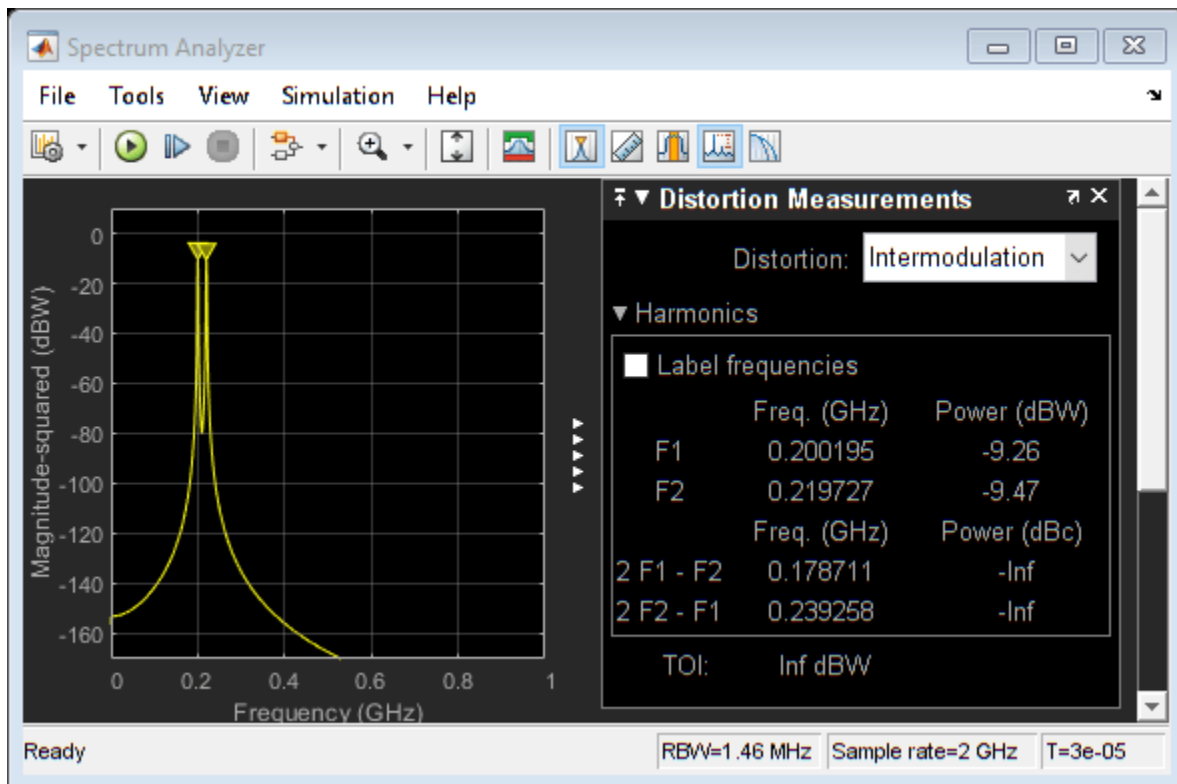 Spectrum Analyzer
File Tools View Simulation Help
Magnitude-squared (dBW)
0
-20
-40
-60
-80
-100
-120
-140
-160
0 0.2 0.4 0.6 0.8 1
Frequency (GHz)
Distortion Measurements
Distortion: Intermodulation
Harmonics
Label frequencies
Freq. (GHz) Power (dBW)
F1 0.200195 -9.26
F2 0.219727 -9.47
Freq. (GHz) Power (dBc)
2 F1 - F2 0.178711 -Inf
2 F2 - F1 0.239258 -Inf
TOI: Inf dBW
Ready RBW=1.46 MHz Sample rate=2 GHz T=3e-05